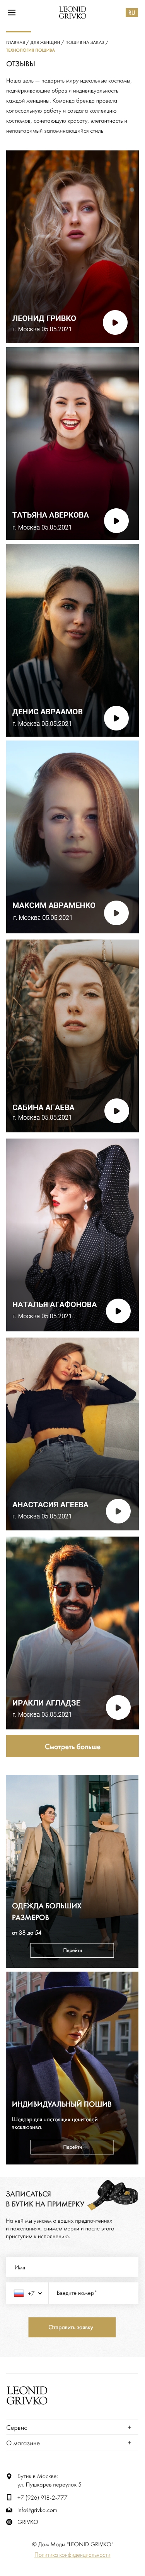 LEONID
GRIVKO
RU
ГЛАВНАЯ / ДЛЯ ЖЕНЩИН / ПОШИВ НА ЗАКАЗ /
ТЕХНОЛОГИЯ ПОШИВА
ОТЗЫВЫ
Наша цель — подарить миру идеальные костюмы,
подчёркивающие образ и индивидуальность
каждой женщины. Команда бренда провела
колоссальную работу и создала коллекцию
костюмов, сочетающую красоту, элегантность и
неповторимый запоминающийся стиль
ЛЕОНИД ГРИВКО
г. Москва 05.05.2021
ТАТЬЯНА АВЕРКОВА
г. Москва 05.05.2021
ДЕНИС АВРААМОВ
г. Москва 05.05.2021
МАКСИМ АВРАМЕНКО
г. Москва 05.05.2021
САБИНА АГАЕВА
г. Москва 05.05.2021
НАТАЛЬЯ АГАФОНОВА
г. Москва 05.05.2021
АНАСТАСИЯ АГЕЕВА
г. Москва 05.05.2021
ИРАКЛИ АГЛАДЗЕ
г. Москва 05.05.2021
Смотреть больше
ОДЕЖДА БОЛЬШИХ
РАЗМЕРОВ
от 38 до 54
Перейти
ИНДИВИДУАЛЬНЫЙ ПОШИВ
Шедевр для настоящих ценителей
эксклюзива.
Перейти
ЗАПИСАТЬСЯ
В БУТИК НА ПРИМЕРКУ
На ней мы узнаем о ваших предпочтениях
и пожеланиях, снимем мерки и после этого
приступим к исполнению.
Имя
+7
Введите номер*
Отправить заявку
LEONID
GRIVKO
Сервис +
О магазине +
Бутик в Москве:
ул. Пушкарев переулок 5
+7 (926) 918-2-777
info@grivko.com
GRIVKO
© Дом Моды "LEONID GRIVKO"
Политика конфиденциальности